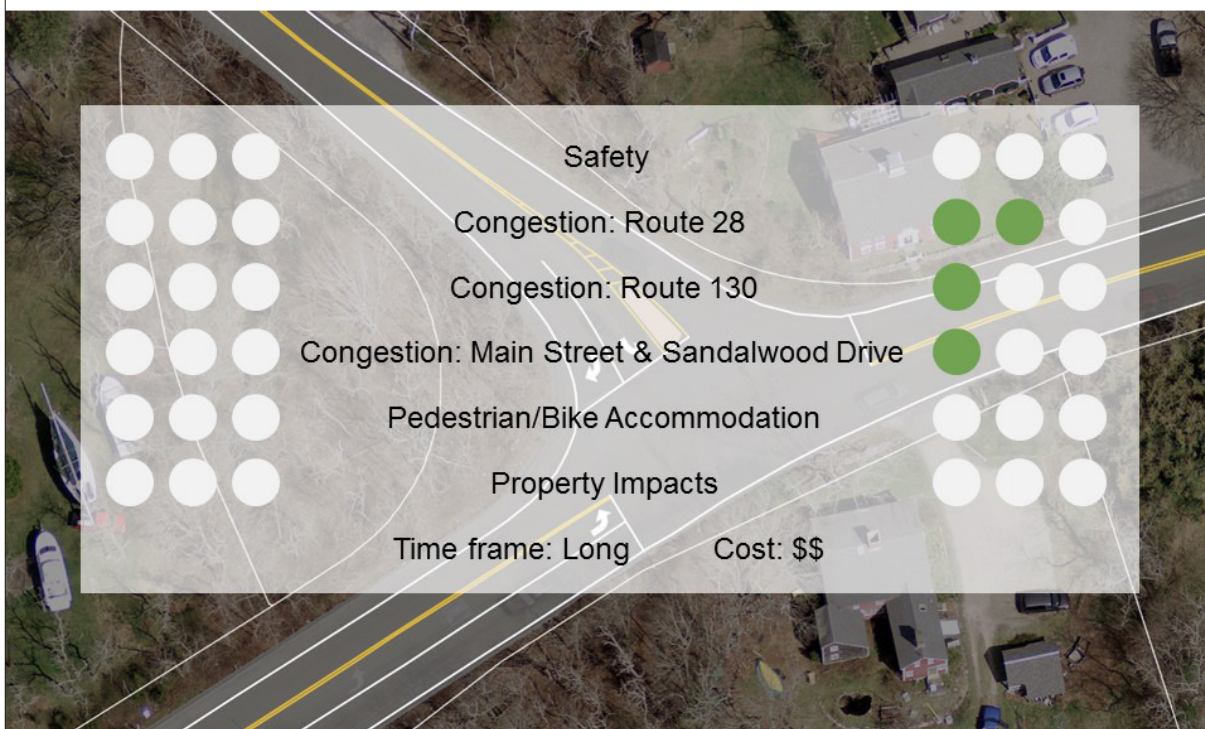 Safety
Congestion: Route 28
Congestion: Route 130
Congestion: Main Street & Sandalwood Drive
Pedestrian/Bike Accommodation
Property Impacts
Time frame: Long Cost: $$